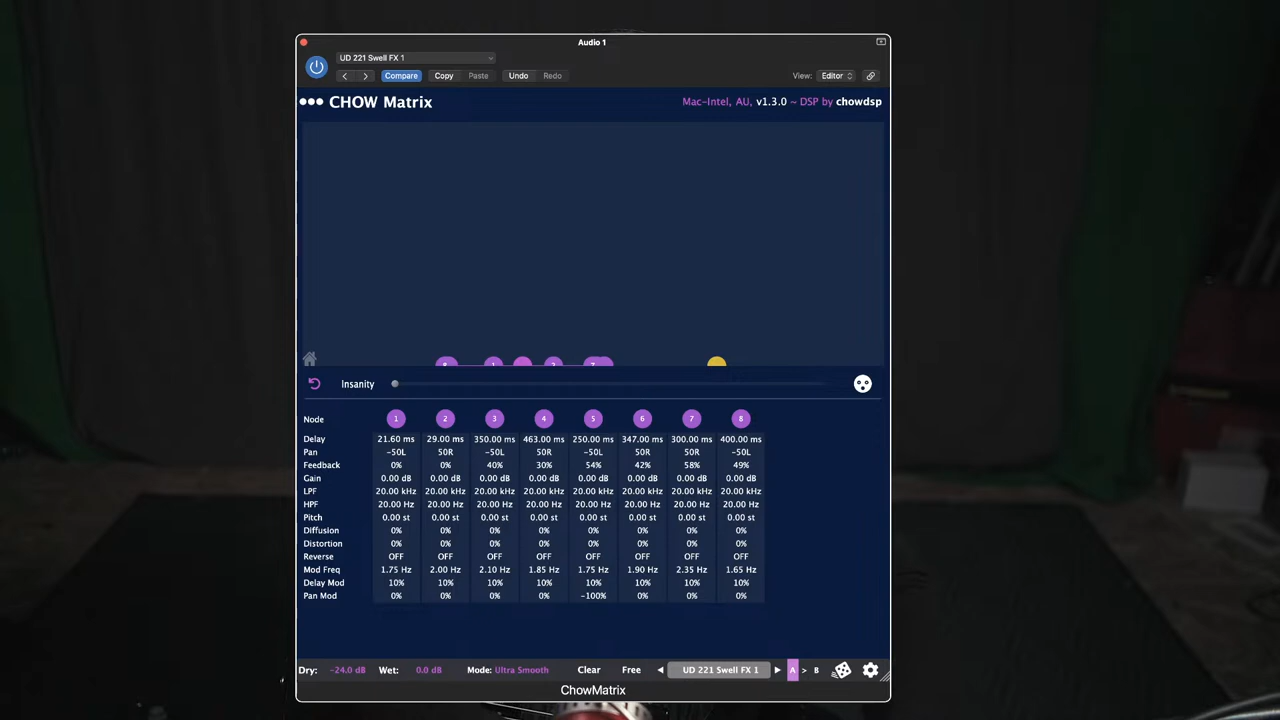 Audio 1
UD 221 Swell FX 1
Compare Copy Paste Undo Redo View: Editor
CHOW Matrix Mac-Intel, AU, v1.3.0 ~ DSP by chowdsp
8 1 3 7
Insanity
Node 1 2 3 4 5 6 7 8
Delay 21.60 ms 29.00 ms 350.00 ms 463.00 ms 250.00 ms 347.00 ms 300.00 ms 400.00 ms
Pan -50L 50R -50L 50R -50L 50R 50R -50L
Feedback 0% 0% 40% 30% 54% 42% 58% 49%
Gain 0.00 dB 0.00 dB 0.00 dB 0.00 dB 0.00 dB 0.00 dB 0.00 dB 0.00 dB
LPF 20.00 kHz 20.00 kHz 20.00 kHz 20.00 kHz 20.00 kHz 20.00 kHz 20.00 kHz 20.00 kHz
HPF 20.00 Hz 20.00 Hz 20.00 Hz 20.00 Hz 20.00 Hz 20.00 Hz 20.00 Hz 20.00 Hz
Pitch 0.00 st 0.00 st 0.00 st 0.00 st 0.00 st 0.00 st 0.00 st 0.00 st
Diffusion 0% 0% 0% 0% 0% 0% 0% 0%
Distortion 0% 0% 0% 0% 0% 0% 0% 0%
Reverse OFF OFF OFF OFF OFF OFF OFF OFF
Mod Freq 1.75 Hz 2.00 Hz 2.10 Hz 1.85 Hz 1.75 Hz 1.90 Hz 2.35 Hz 1.65 Hz
Delay Mod 10% 10% 10% 10% 10% 10% 10% 10%
Pan Mod 0% 0% 0% 0% -100% 0% 0% 0%
Dry: -24.0 dB Wet: 0.0 dB Mode: Ultra Smooth Clear Free UD 221 Swell FX 1 A > B
ChowMatrix